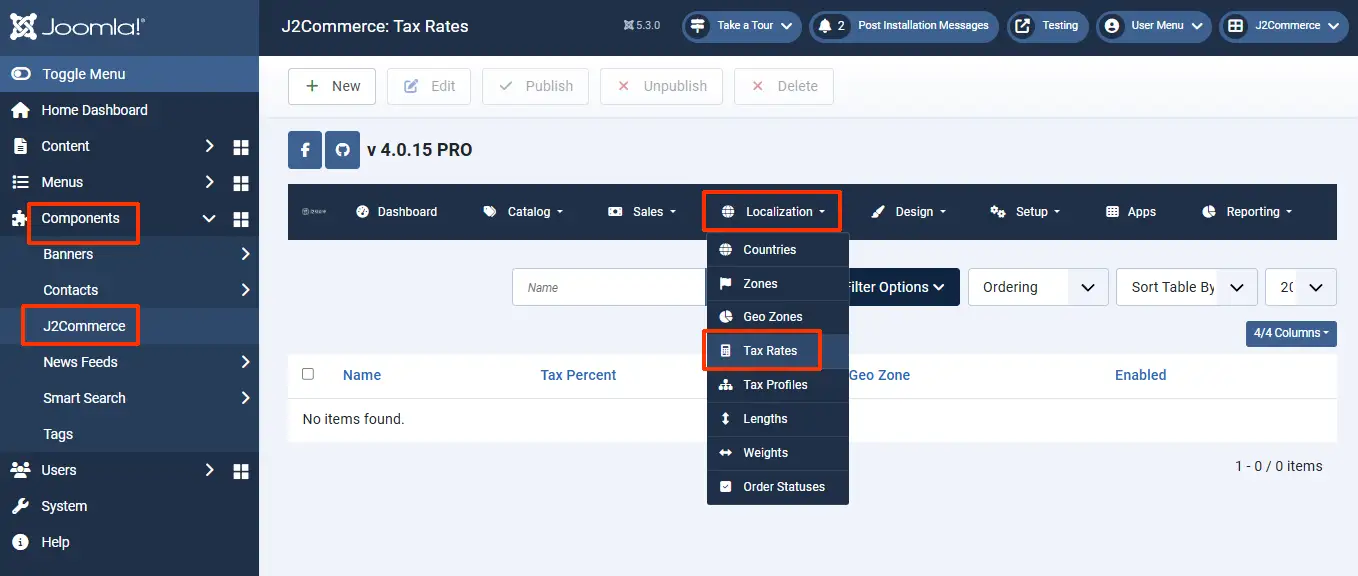 Joomla!
J2Commerce: Tax Rates
5.3.0
Take a Tour
2
Post Installation Messages
Testing
User Menu
J2Commerce
Toggle Menu
Home Dashboard
Content
Menus
Components
Banners
Contacts
J2Commerce
News Feeds
Smart Search
Tags
Users
System
Help
New
Edit
Publish
Unpublish
Delete
v 4.0.15 PRO
Dashboard
Catalog
Sales
Localization
Design
Setup
Apps
Reporting
Countries
Zones
Geo Zones
Tax Rates
Tax Profiles
Lengths
Weights
Order Statuses
Name
ilter Options
Ordering
Sort Table By
20
4/4 Columns
Name
Tax Percent
Geo Zone
Enabled
No items found.
1 - 0 / 0 items